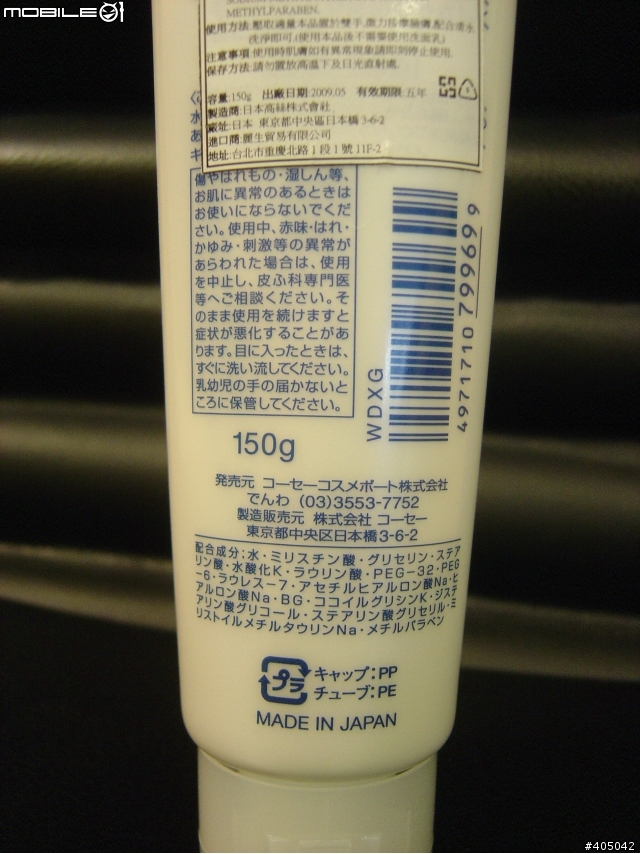 MOBILE01
METHYLPARABEN.
使用方法:壓取適量本品置於雙手,微力按摩臉膚,配合清水
洗淨即可.(使用本品後不需要使用洗面乳)
注意事項:使用時肌膚如有異常現象請即刻停止使用.
保存方法:請勿置放高溫下及日光直射處.
容量:150g 出廠日期:2009.05 有效期限:五年
製造商:日本高絲株式會社
廠址:日本 東京都中央區日本橋 3-6-2
進口商:麗生貿易有限公司
地址:台北市重慶北路 1 段 1 號 11F-2
傷やはれもの・湿しん等、
お肌に異常のあるときは
お使いにならないでくだ
さい。使用中、赤味・はれ・
かゆみ・刺激等の異常が
あらわれた場合は、使用
を中止し、皮ふ科専門医
等へご相談ください。そ
のまま使用を続けますと
症状が悪化することがあ
ります。目に入ったときは、
すぐに洗い流してください。
乳幼児の手の届かないと
ころに保管してください。
WDXG
4971710 799699
150g
発売元 コーセーコスメポート株式会社
でんわ (03)3553-7752
製造販売元 株式会社 コーセー
東京都中央区日本橋3-6-2
配合成分:水・ミリスチン酸・グリセリン・ステア
リン酸・水酸化K・ラウリン酸・PEG-32・PEG
-6・ラウレス-7・アセチルヒアルロン酸Na・ヒ
アルロン酸Na・BG・ココイルグリシンK・ジステ
アリン酸グリコール・ステアリン酸グリセリル・ミ
リストイルメチルタウリンNa・メチルパラベン
プラ
キャップ:PP
チューブ:PE
MADE IN JAPAN
#405042